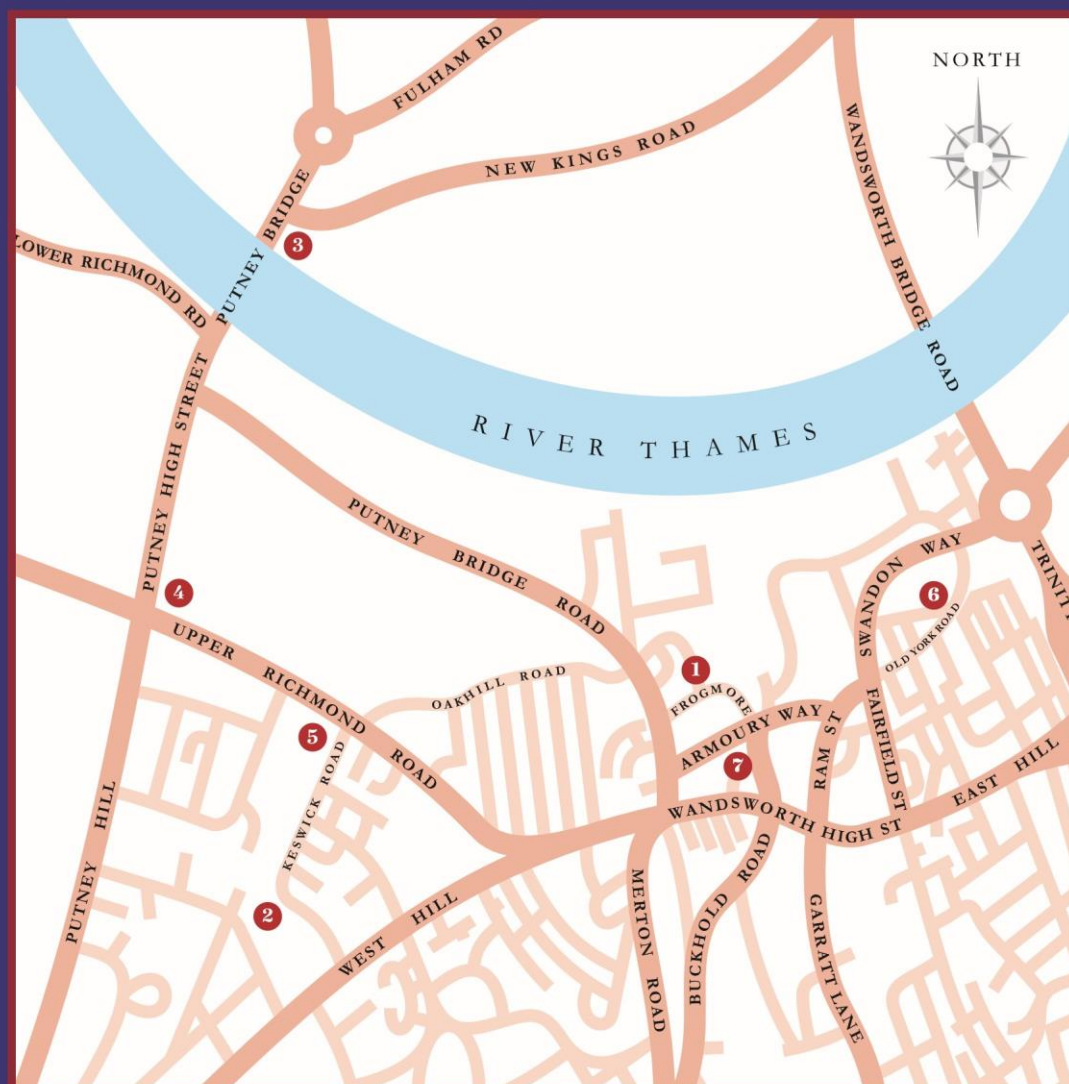 NORTH
FULHAM RD
NEW KINGS ROAD
WANDSWORTH BRIDGE ROAD
PUTNEY BRIDGE
3
LOWER RICHMOND RD
PUTNEY HIGH STREET
RIVER THAMES
PUTNEY BRIDGE ROAD
SWANDON WAY
TRINITY
4
6
OLD YORK ROAD
UPPER RICHMOND ROAD
OAKHILL ROAD
1
FROGMORE
ARMOURY WAY
5
KESWICK ROAD
7
RAM ST
FAIRFIELD ST
EAST HILL
WANDSWORTH HIGH ST
PUTNEY HILL
2
WEST HILL
MERTON ROAD
BUCKHOLD ROAD
GARRATT LANE